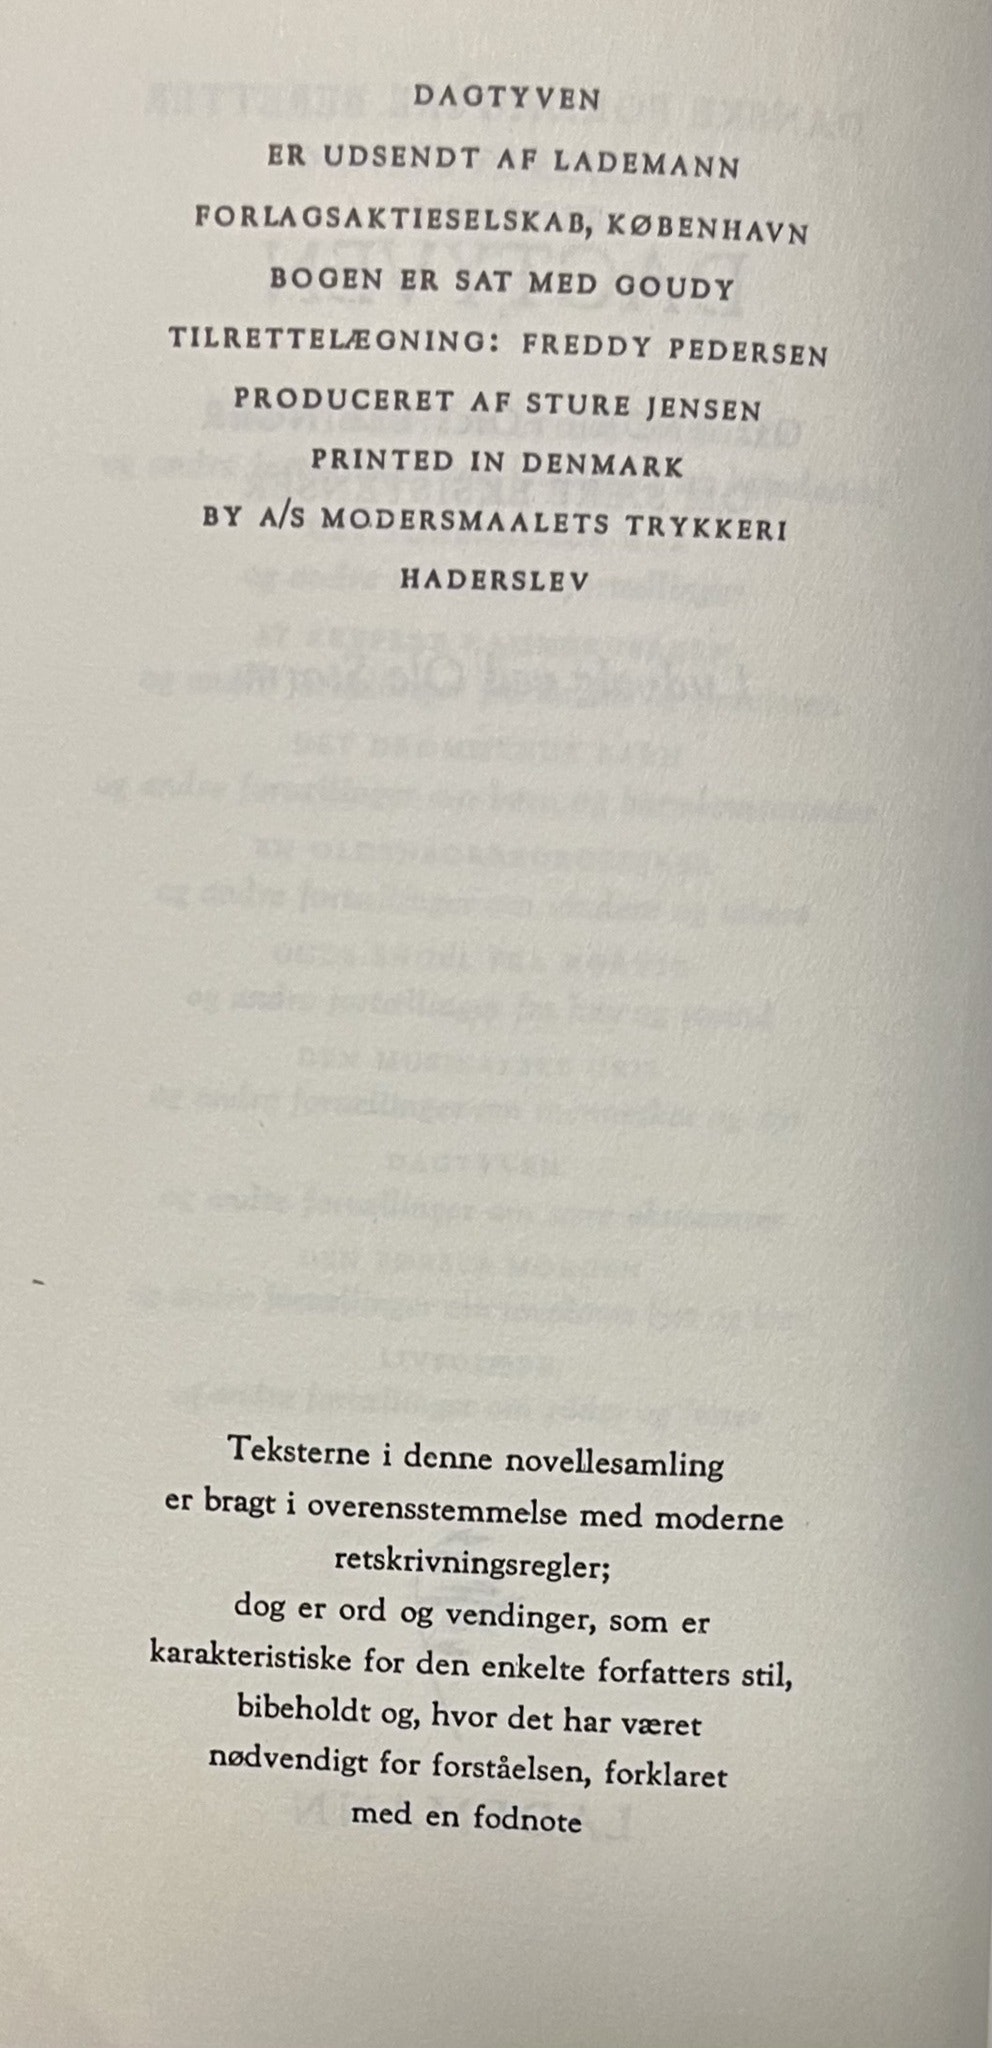 DAGTYVEN
ER UDSENDT AF LADEMANN
FORLAGSAKTIESELSKAB, KØBENHAVN
BOGEN ER SAT MED GOUDY
TILRETTELÆGNING: FREDDY PEDERSEN
PRODUCERET AF STURE JENSEN
PRINTED IN DENMARK
BY A/S MODERSMAALETS TRYKKERI
HADERSLEV
Teksterne i denne novellesamling
er bragt i overensstemmelse med moderne
retskrivningsregler;
dog er ord og vendinger, som er
karakteristiske for den enkelte forfatters stil,
bibeholdt og, hvor det har været
nødvendigt for forståelsen, forklaret
med en fodnote